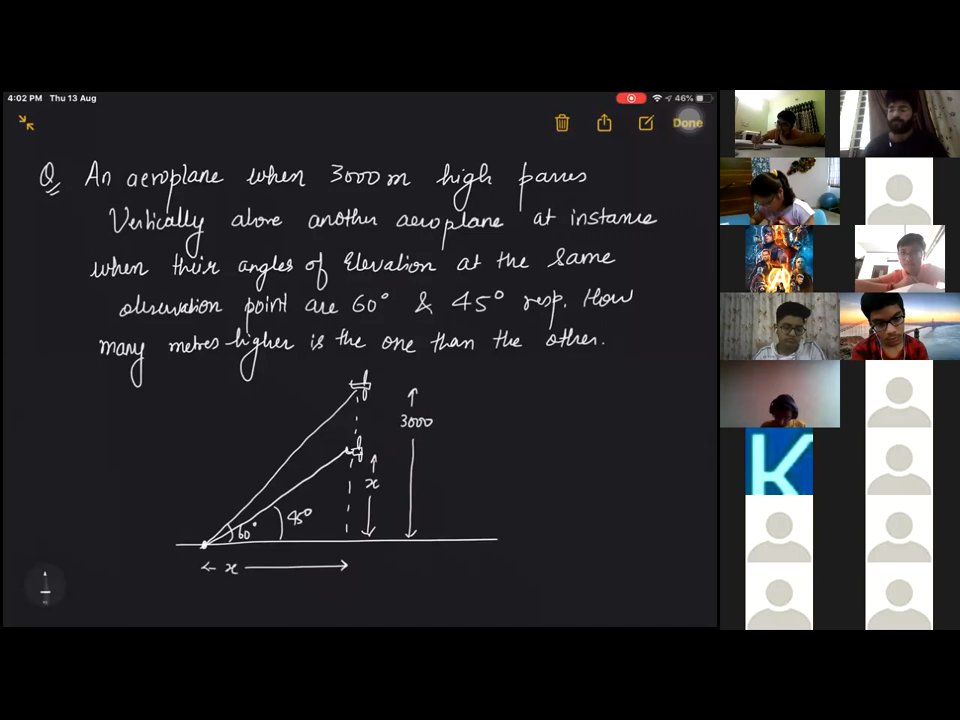 4:02 PM Thu 13 Aug
46%
Done
Q An aeroplane when 3000 m high passes
Vertically above another aeroplane at instance
when their angles of Elevation at the same
observation point are 60° & 45° resp. How
many metres higher is the one than the other.
3000
x
60°
45°
x
K